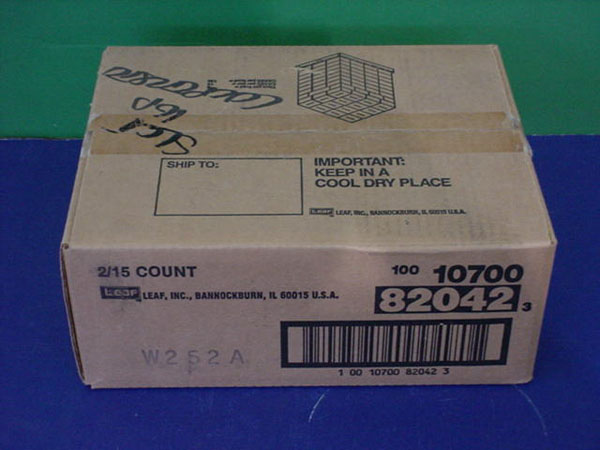 SHIP TO:
IMPORTANT:
KEEP IN A
COOL DRY PLACE
LEAF LEAF, INC., BANNOCKBURN, IL 60015 U.S.A.
2/15 COUNT
LEAF LEAF, INC., BANNOCKBURN, IL 60015 U.S.A.
100 10700
82042 3
W252A
1 00 10700 82042 3